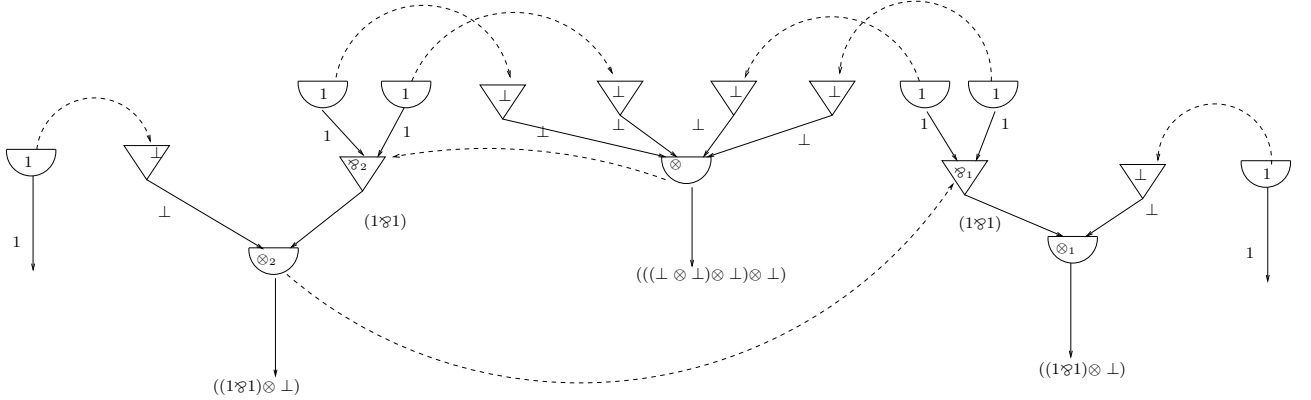 1 1 ⊥ ⊥ ⊥ ⊥ 1 1
1 1 ⊥ ⊥ ⊥ ⊥ 1 1
1 ⊥ ⅋₂ ⊗ ⅋₁ ⊥ 1
⊥ (1⅋1) (1⅋1) ⊥
1 ⊗₂ ⊗₁ 1
(((⊥ ⊗ ⊥)⊗ ⊥)⊗ ⊥)
((1⅋1)⊗ ⊥) ((1⅋1)⊗ ⊥)